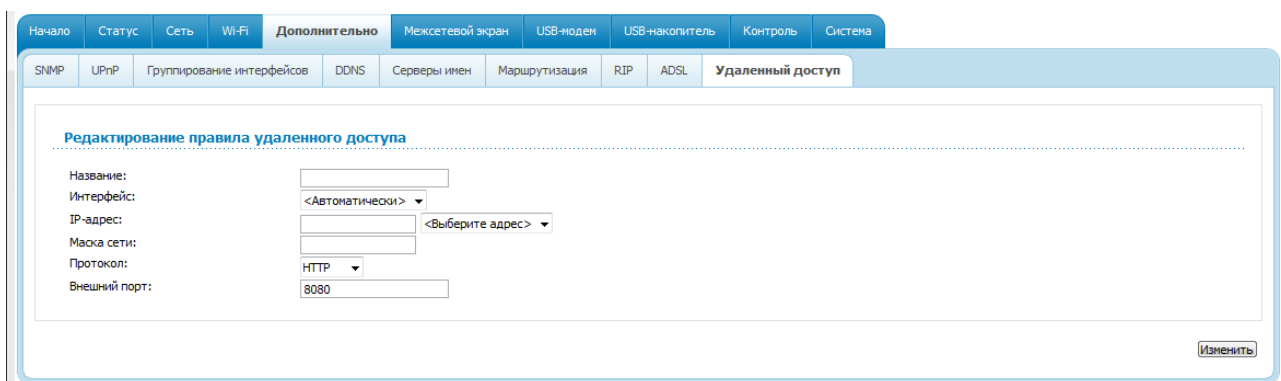 Начало Статус Сеть Wi-Fi Дополнительно Межсетевой экран USB-модем USB-накопитель Контроль Система
SNMP UPnP Группирование интерфейсов DDNS Серверы имен Маршрутизация RIP ADSL Удаленный доступ
Редактирование правила удаленного доступа
Название:
Интерфейс: <Автоматически>
IP-адрес: <Выберите адрес>
Маска сети:
Протокол: HTTP
Внешний порт: 8080
Изменить